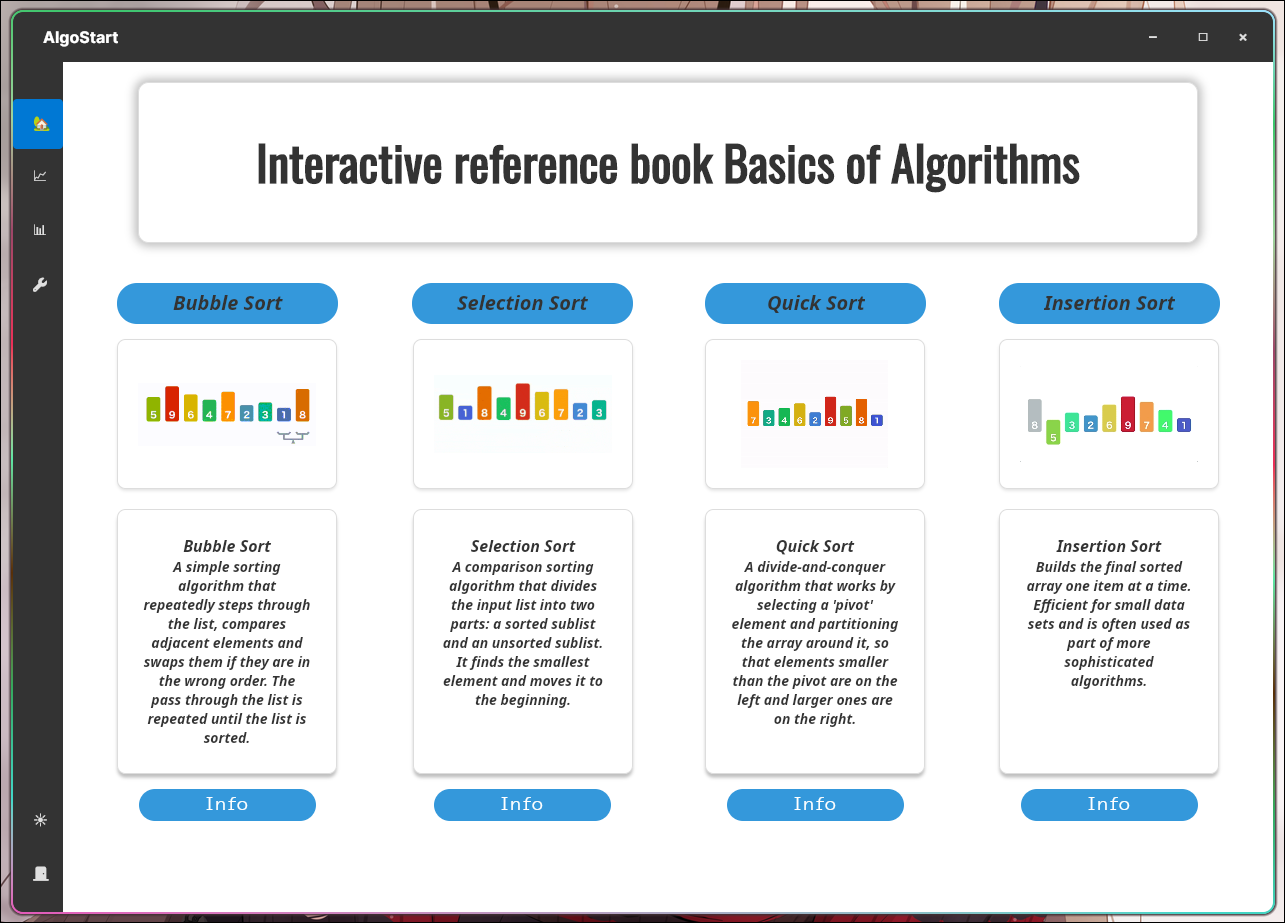 AlgoStart
Interactive reference book Basics of Algorithms
Bubble Sort
Selection Sort
Quick Sort
Insertion Sort
5 9 6 4 7 2 3 1 8
5 1 8 4 9 6 7 2 3
7 3 4 6 2 9 5 8 1
8 5 3 2 6 9 7 4 1
Bubble Sort
A simple sorting
algorithm that
repeatedly steps through
the list, compares
adjacent elements and
swaps them if they are in
the wrong order. The
pass through the list is
repeated until the list is
sorted.
Selection Sort
A comparison sorting
algorithm that divides
the input list into two
parts: a sorted sublist
and an unsorted sublist.
It finds the smallest
element and moves it to
the beginning.
Quick Sort
A divide-and-conquer
algorithm that works by
selecting a 'pivot'
element and partitioning
the array around it, so
that elements smaller
than the pivot are on the
left and larger ones are
on the right.
Insertion Sort
Builds the final sorted
array one item at a time.
Efficient for small data
sets and is often used as
part of more
sophisticated
algorithms.
Info
Info
Info
Info